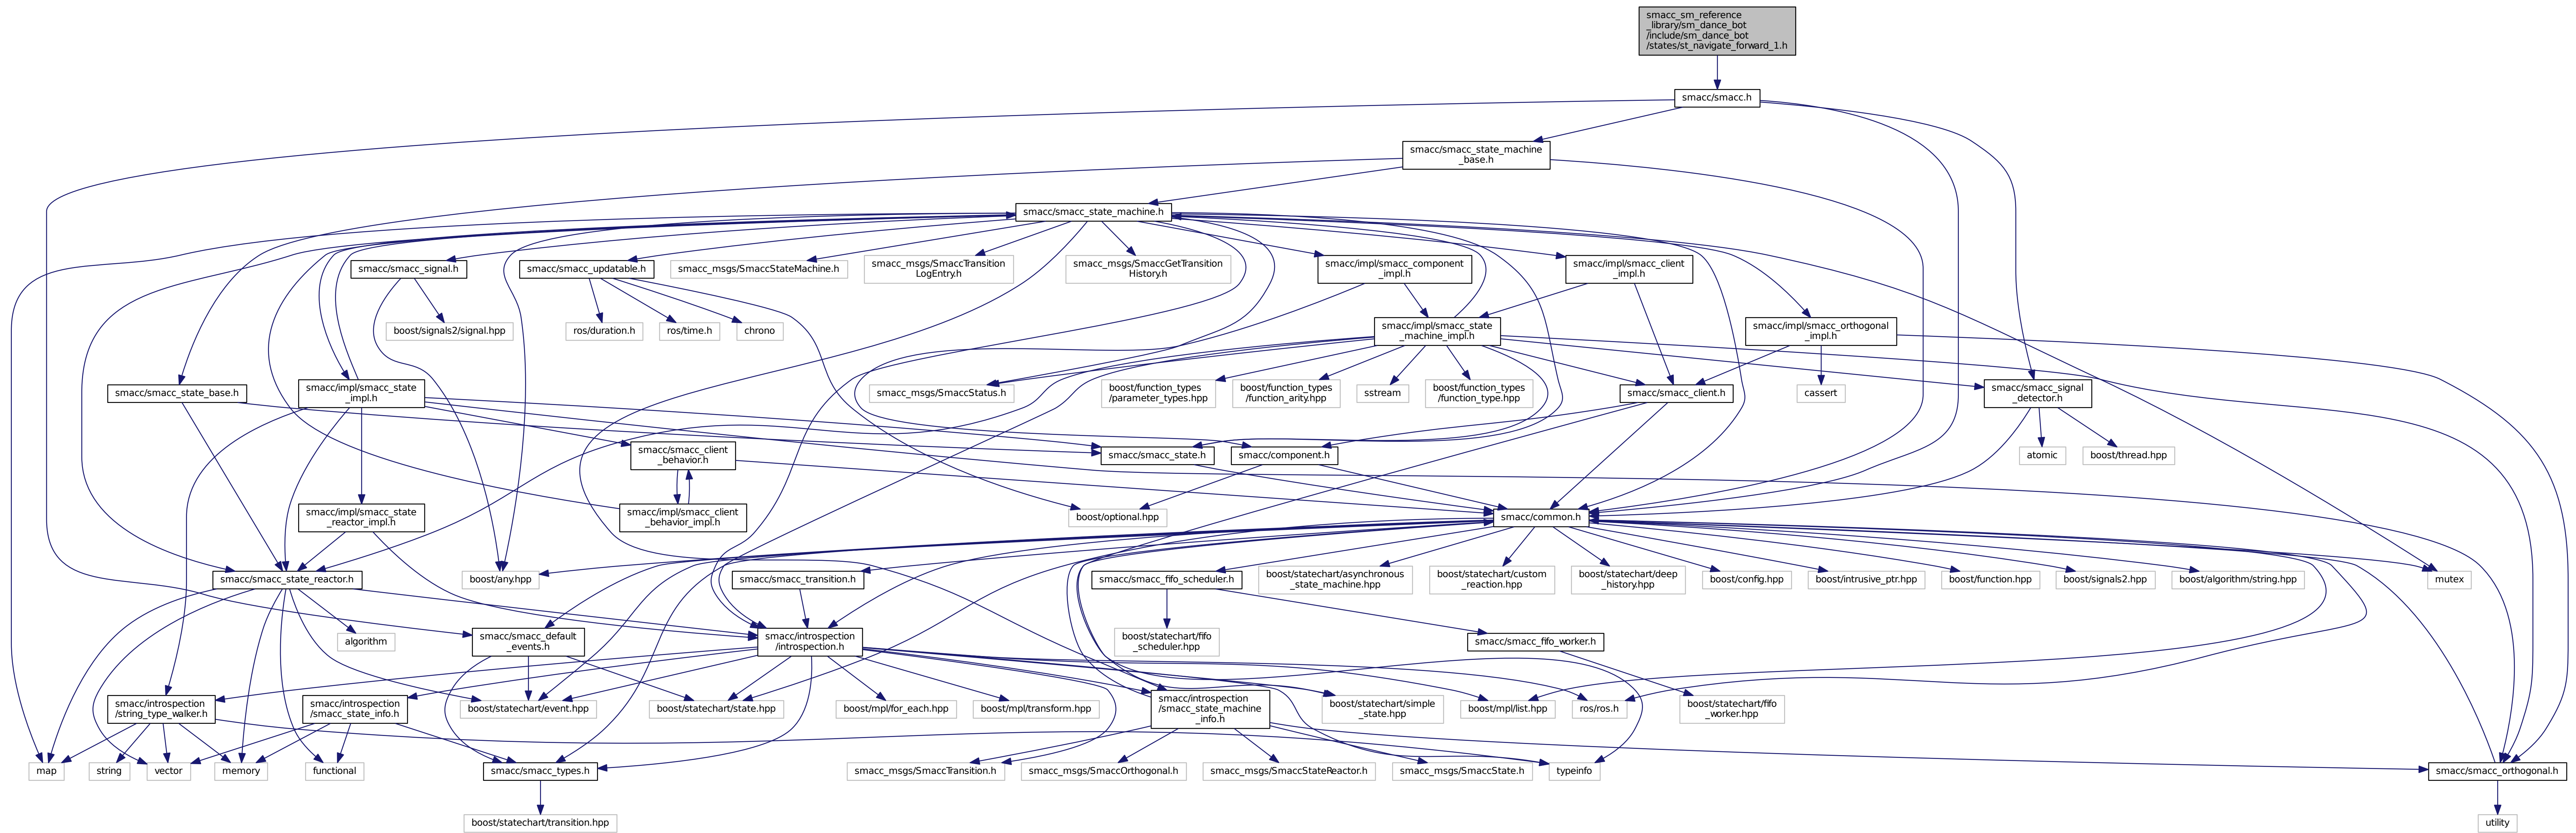 smacc_sm_reference
_library/sm_dance_bot
/include/sm_dance_bot
/states/st_navigate_forward_1.h
smacc/smacc.h
smacc/smacc_state_machine
_base.h
smacc/smacc_state_machine.h
smacc/smacc_signal.h
smacc/smacc_updatable.h
smacc_msgs/SmaccStateMachine.h
smacc_msgs/SmaccTransition
LogEntry.h
smacc_msgs/SmaccGetTransition
History.h
smacc/impl/smacc_component
_impl.h
smacc/impl/smacc_client
_impl.h
boost/signals2/signal.hpp
ros/duration.h
ros/time.h
chrono
smacc/impl/smacc_state
_machine_impl.h
smacc/impl/smacc_orthogonal
_impl.h
smacc/smacc_state_base.h
smacc/impl/smacc_state
_impl.h
smacc_msgs/SmaccStatus.h
boost/function_types
/parameter_types.hpp
boost/function_types
/function_arity.hpp
sstream
boost/function_types
/function_type.hpp
smacc/smacc_client.h
cassert
smacc/smacc_signal
_detector.h
smacc/smacc_client
_behavior.h
smacc/smacc_state.h
smacc/component.h
atomic
boost/thread.hpp
smacc/impl/smacc_state
_reactor_impl.h
smacc/impl/smacc_client
_behavior_impl.h
boost/optional.hpp
smacc/common.h
smacc/smacc_state_reactor.h
boost/any.hpp
smacc/smacc_transition.h
smacc/smacc_fifo_scheduler.h
boost/statechart/asynchronous
_state_machine.hpp
boost/statechart/custom
_reaction.hpp
boost/statechart/deep
_history.hpp
boost/config.hpp
boost/intrusive_ptr.hpp
boost/function.hpp
boost/signals2.hpp
boost/algorithm/string.hpp
mutex
algorithm
smacc/smacc_default
_events.h
smacc/introspection
/introspection.h
boost/statechart/fifo
_scheduler.hpp
smacc/smacc_fifo_worker.h
smacc/introspection
/string_type_walker.h
smacc/introspection
/smacc_state_info.h
boost/statechart/event.hpp
boost/statechart/state.hpp
boost/mpl/for_each.hpp
boost/mpl/transform.hpp
smacc/introspection
/smacc_state_machine
_info.h
boost/statechart/simple
_state.hpp
boost/mpl/list.hpp
ros/ros.h
boost/statechart/fifo
_worker.hpp
map
string
vector
memory
functional
smacc/smacc_types.h
smacc_msgs/SmaccTransition.h
smacc_msgs/SmaccOrthogonal.h
smacc_msgs/SmaccStateReactor.h
smacc_msgs/SmaccState.h
typeinfo
smacc/smacc_orthogonal.h
boost/statechart/transition.hpp
utility